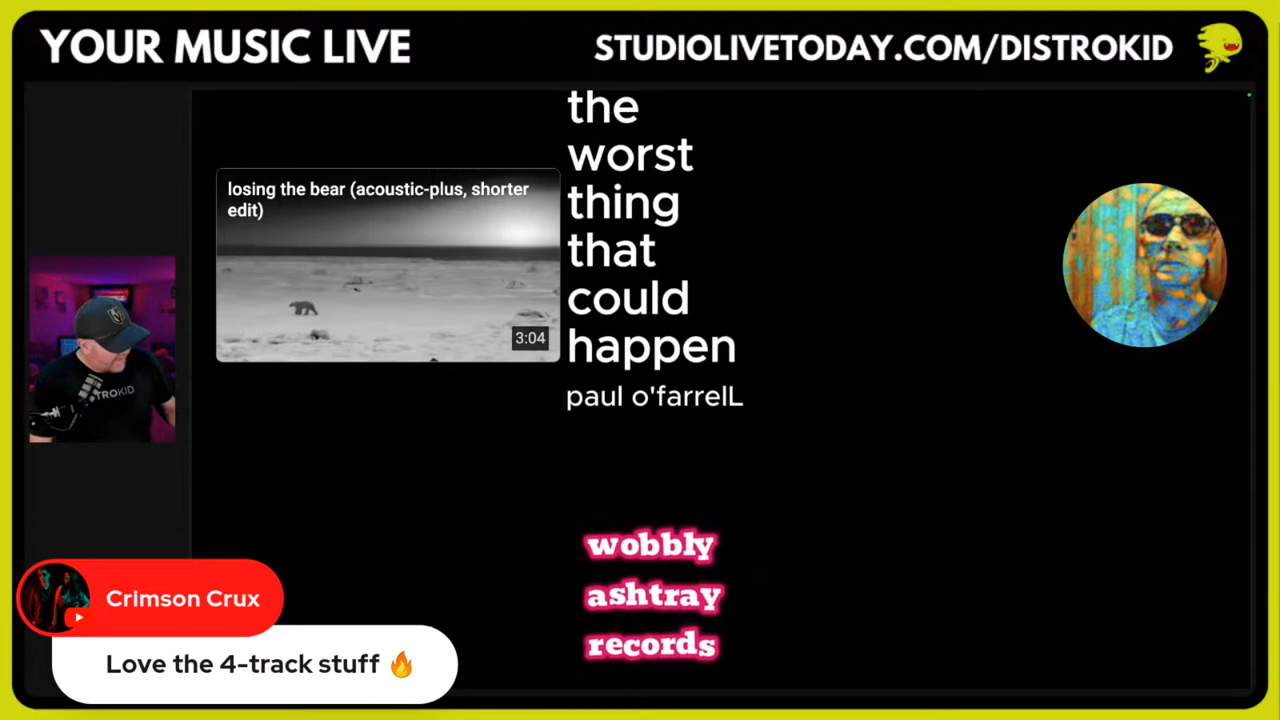 YOUR MUSIC LIVE
STUDIOLIVETODAY.COM/DISTROKID
losing the bear (acoustic-plus, shorter
edit)
3:04
the
worst
thing
that
could
happen
paul o'farrelL
wobbly
ashtray
records
TROKID
Crimson Crux
Love the 4-track stuff 🔥